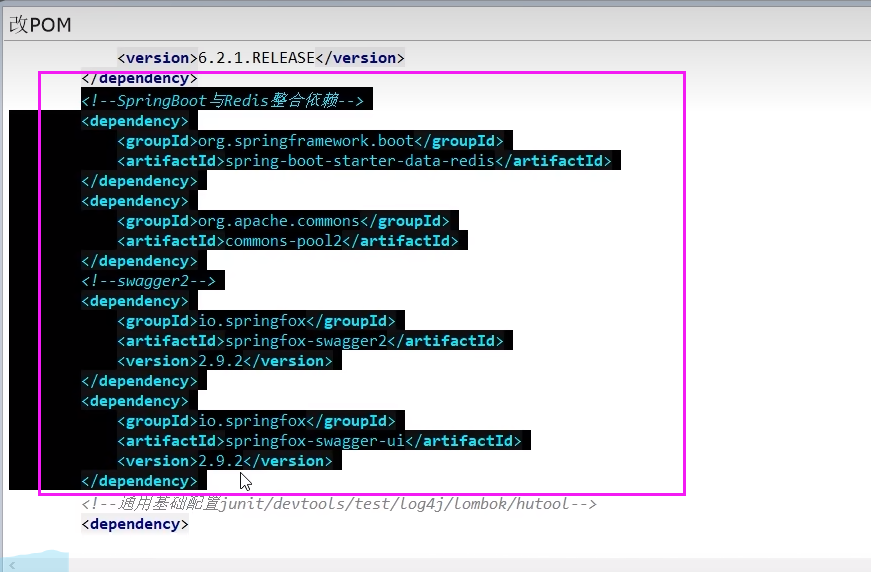 改POM
<version>6.2.1.RELEASE</version>
</dependency>
<!--SpringBoot与Redis整合依赖-->
<dependency>
<groupId>org.springframework.boot</groupId>
<artifactId>spring-boot-starter-data-redis</artifactId>
</dependency>
<dependency>
<groupId>org.apache.commons</groupId>
<artifactId>commons-pool2</artifactId>
</dependency>
<!--swagger2-->
<dependency>
<groupId>io.springfox</groupId>
<artifactId>springfox-swagger2</artifactId>
<version>2.9.2</version>
</dependency>
<dependency>
<groupId>io.springfox</groupId>
<artifactId>springfox-swagger-ui</artifactId>
<version>2.9.2</version>
</dependency>
<!--通用基础配置junit/devtools/test/log4j/lombok/hutool-->
<dependency>